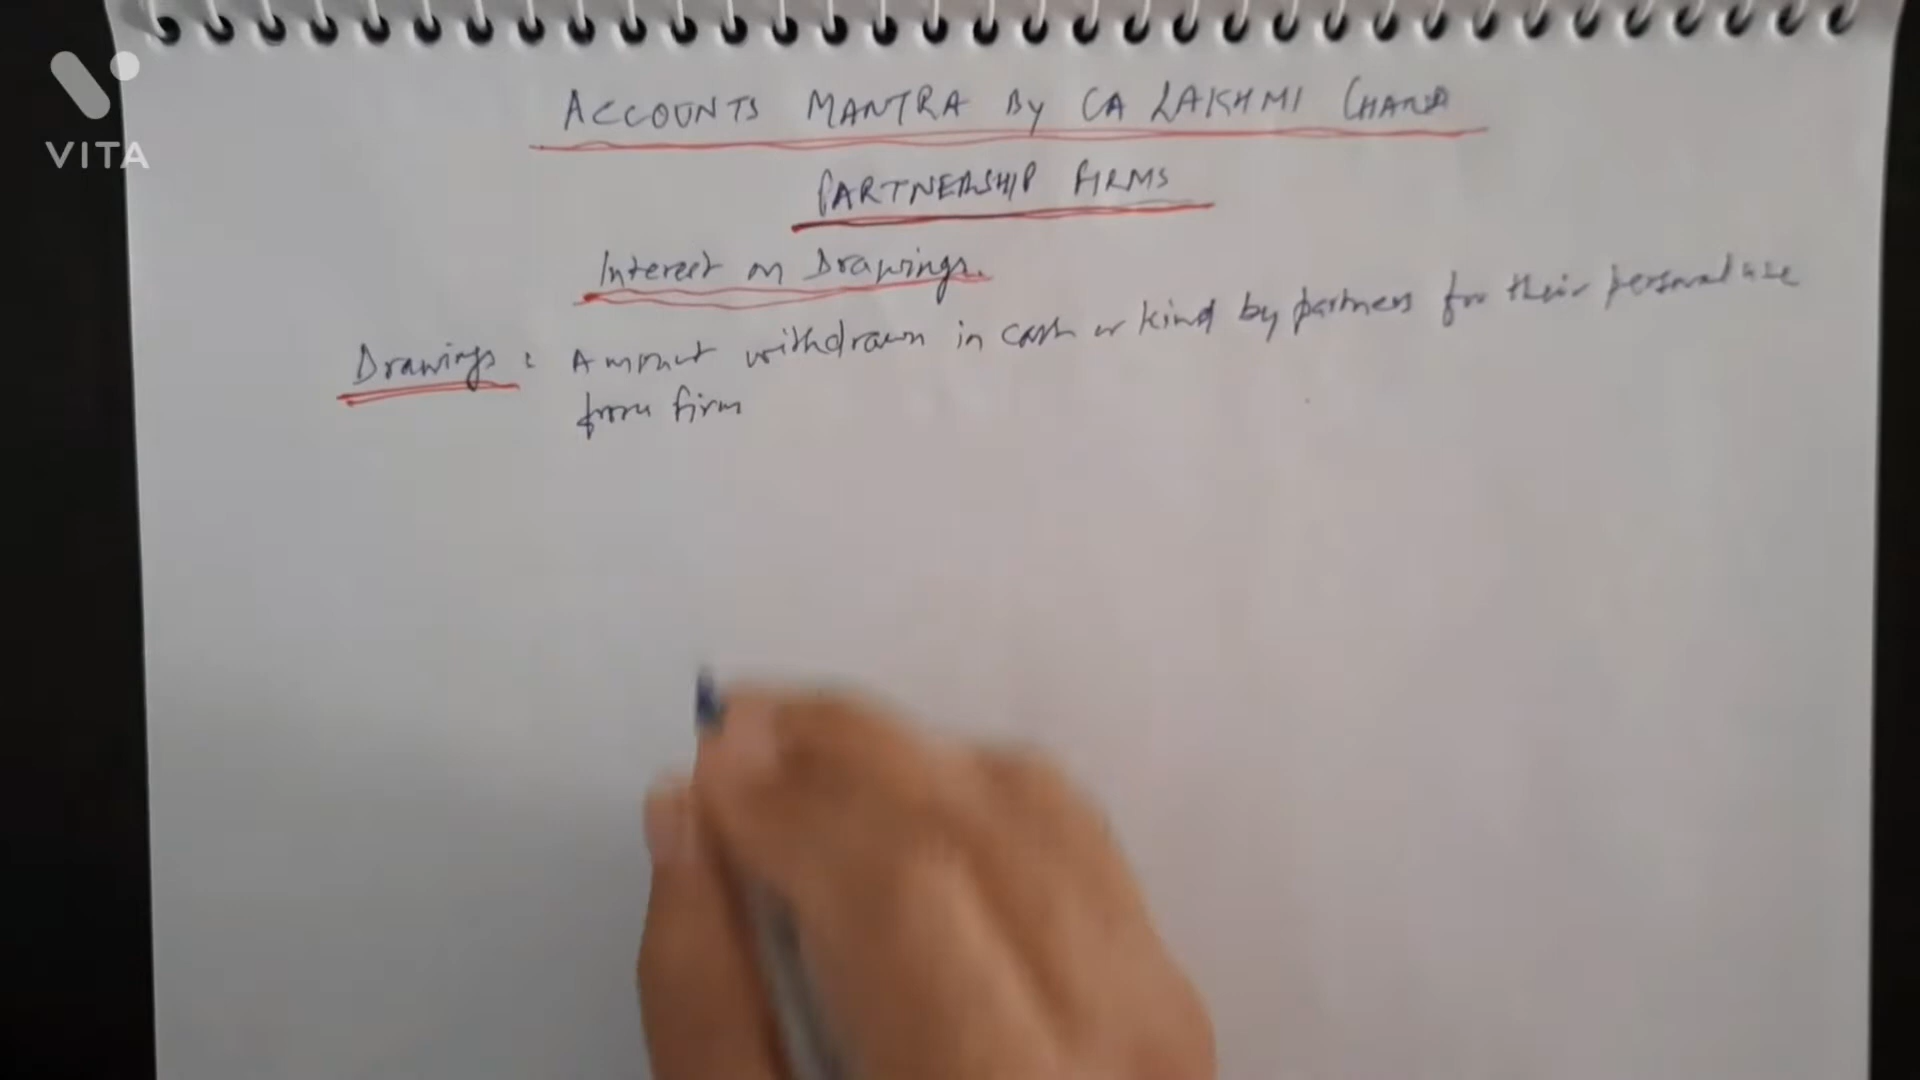 VITA
ACCOUNTS MANTRA By CA LAKHMI CHAND
PARTNERSHIP FIRMS
Interest on Drawings.
Drawings : Amount withdrawn in cash or kind by partners for their personal use
from firm